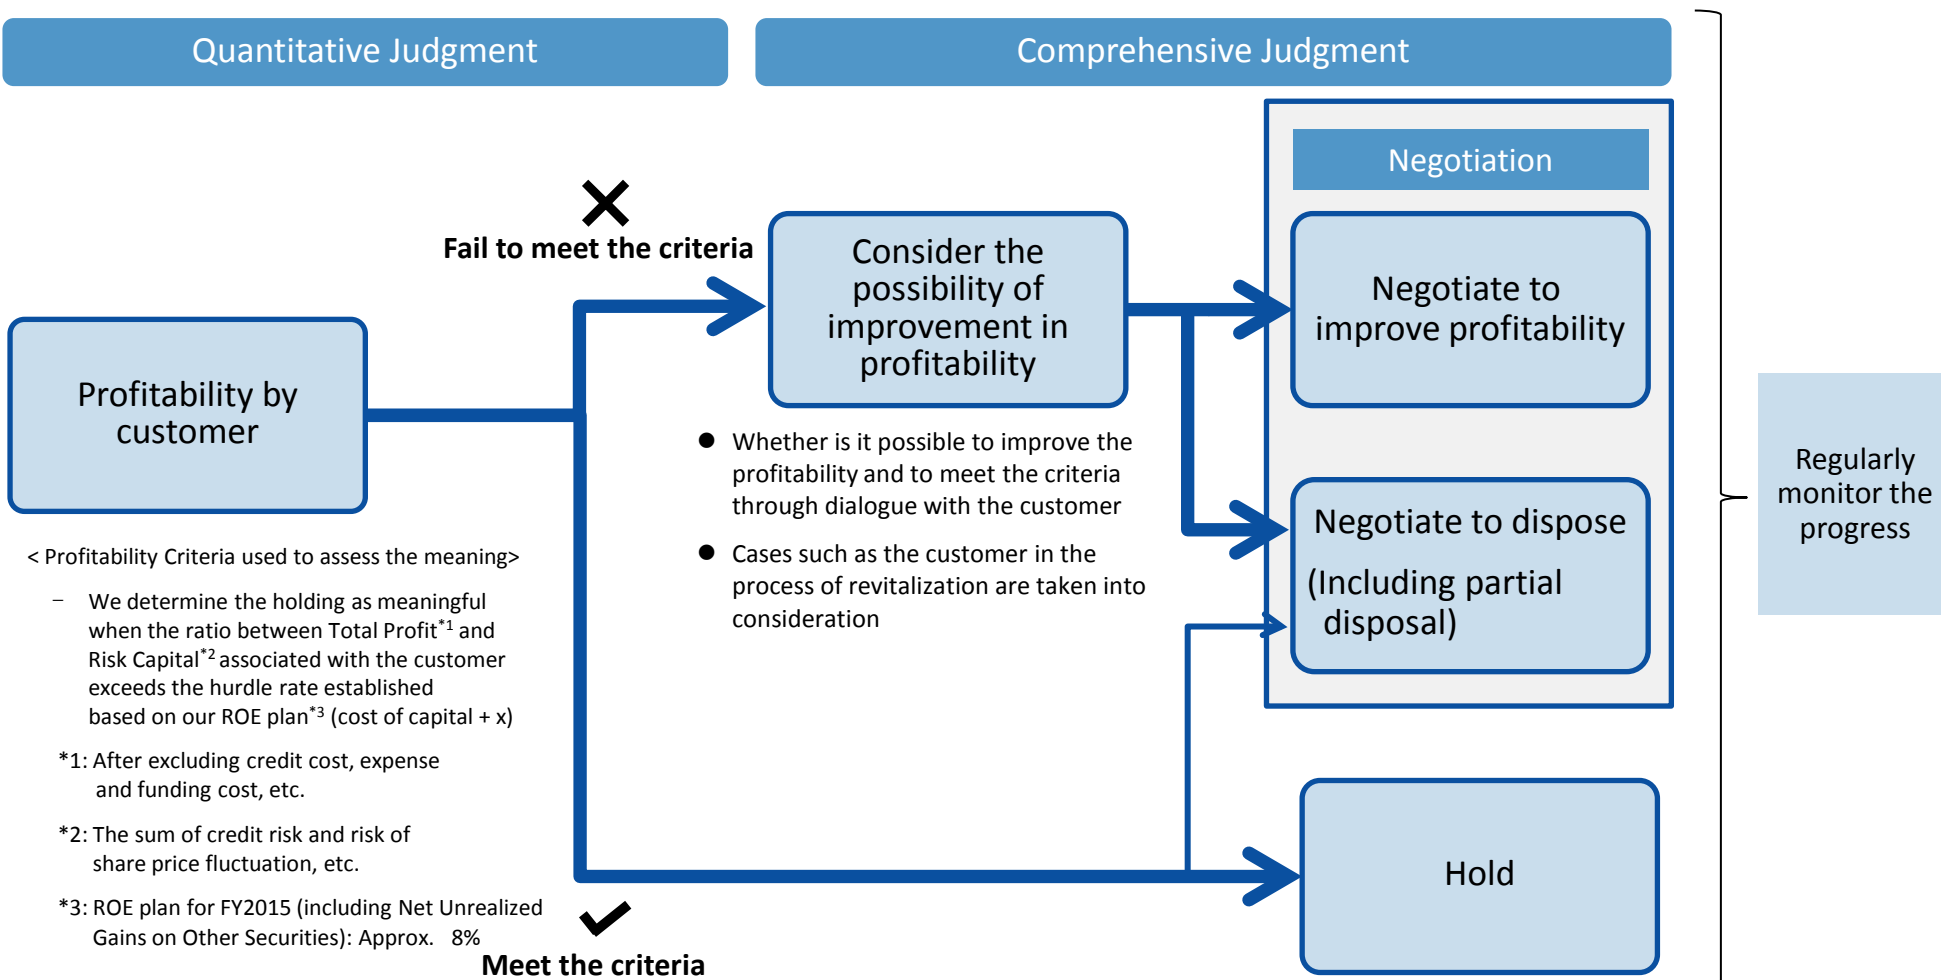 Quantitative Judgment
Comprehensive Judgment
Negotiation
Fail to meet the criteria
Consider the
possibility of
improvement in
profitability
Negotiate to
improve profitability
Profitability by
customer
● Whether is it possible to improve the
profitability and to meet the criteria
through dialogue with the customer
● Cases such as the customer in the
process of revitalization are taken into
consideration
Negotiate to dispose
(Including partial
disposal)
Regularly
monitor the
progress
< Profitability Criteria used to assess the meaning>
– We determine the holding as meaningful
when the ratio between Total Profit*1 and
Risk Capital*2 associated with the customer
exceeds the hurdle rate established
based on our ROE plan*3 (cost of capital + x)
*1: After excluding credit cost, expense
and funding cost, etc.
*2: The sum of credit risk and risk of
share price fluctuation, etc.
*3: ROE plan for FY2015 (including Net Unrealized
Gains on Other Securities): Approx. 8%
Hold
Meet the criteria